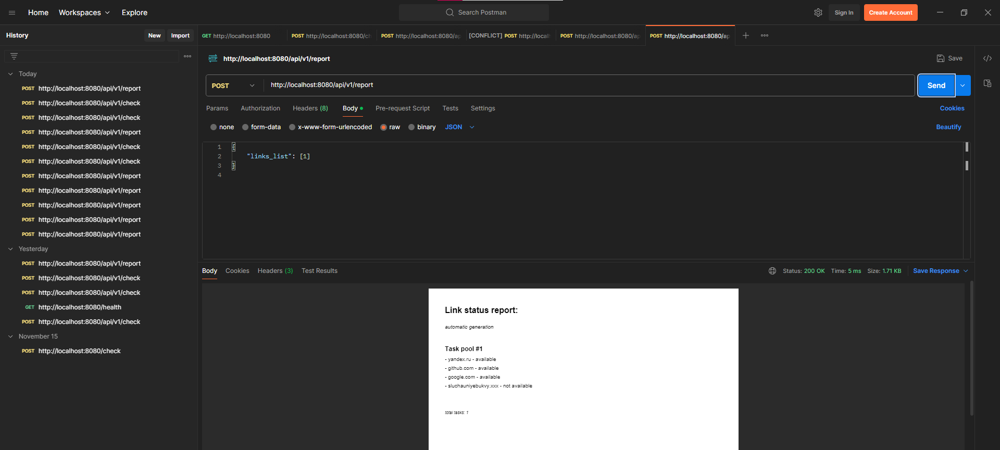 Home Workspaces Explore
Search Postman
Sign In Create Account
History New Import
GET http://localhost:8080
POST http://localhost:8080/ch
POST http://localhost:8080/ap
[CONFLICT] POST http://local
POST http://localhost:8080/ap
POST http://localhost:8080/ap
HTTP http://localhost:8080/api/v1/report
Save
Today
POST http://localhost:8080/api/v1/report
POST http://localhost:8080/api/v1/check
POST http://localhost:8080/api/v1/check
POST http://localhost:8080/api/v1/report
POST http://localhost:8080/api/v1/check
POST http://localhost:8080/api/v1/check
POST http://localhost:8080/api/v1/report
POST http://localhost:8080/api/v1/report
POST http://localhost:8080/api/v1/report
POST http://localhost:8080/api/v1/report
POST http://localhost:8080/api/v1/report
Yesterday
POST http://localhost:8080/api/v1/report
POST http://localhost:8080/api/v1/check
POST http://localhost:8080/api/v1/check
GET http://localhost:8080/health
POST http://localhost:8080/api/v1/check
November 15
POST http://localhost:8080/check
POST http://localhost:8080/api/v1/report Send
Params Authorization Headers (8) Body Pre-request Script Tests Settings Cookies
none form-data x-www-form-urlencoded raw binary JSON Beautify
1 {
2 "links_list": [1]
3 }
4
Body Cookies Headers (3) Test Results Status: 200 OK Time: 5 ms Size: 1.71 KB Save Response
Link status report:
automatic generation
Task pool #1
- yandex.ru - available
- github.com - available
- google.com - available
- sluchauniyebukvy.xxx - not available
total tasks: 1